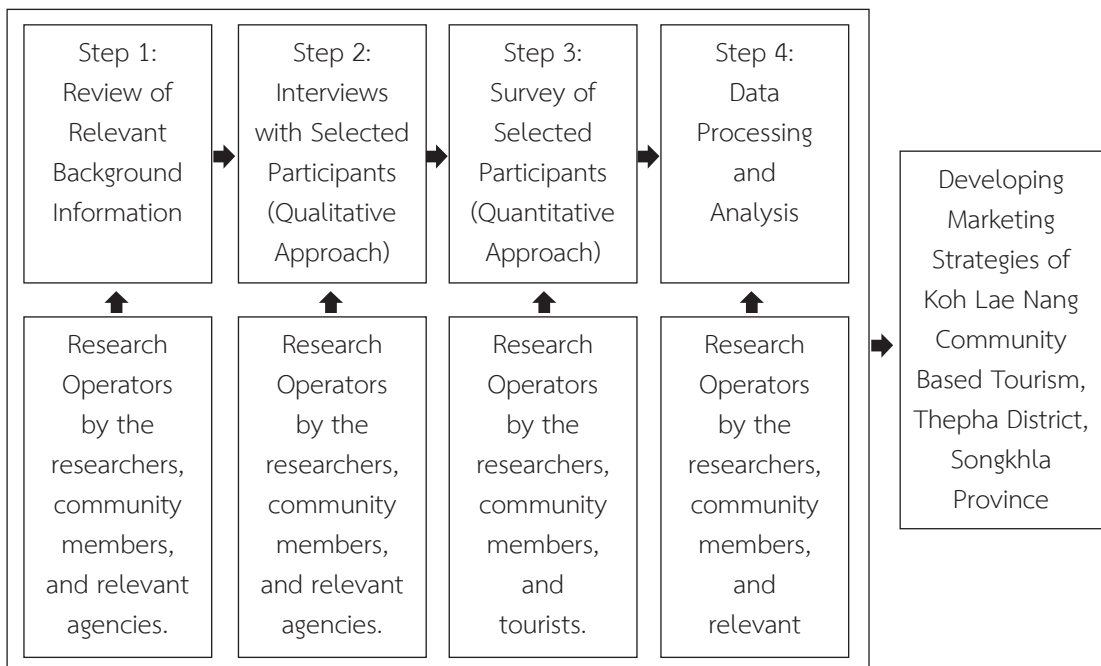 Step 1:
Review of
Relevant
Background
Information
Step 2:
Interviews
with Selected
Participants
(Qualitative
Approach)
Step 3:
Survey of
Selected
Participants
(Quantitative
Approach)
Step 4:
Data
Processing
and
Analysis
Research
Operators
by the
researchers,
community
members,
and relevant
agencies.
Research
Operators
by the
researchers,
community
members,
and relevant
agencies.
Research
Operators
by the
researchers,
community
members,
and
tourists.
Research
Operators
by the
researchers,
community
members,
and
relevant
Developing
Marketing
Strategies of
Koh Lae Nang
Community
Based Tourism,
Thepha District,
Songkhla
Province